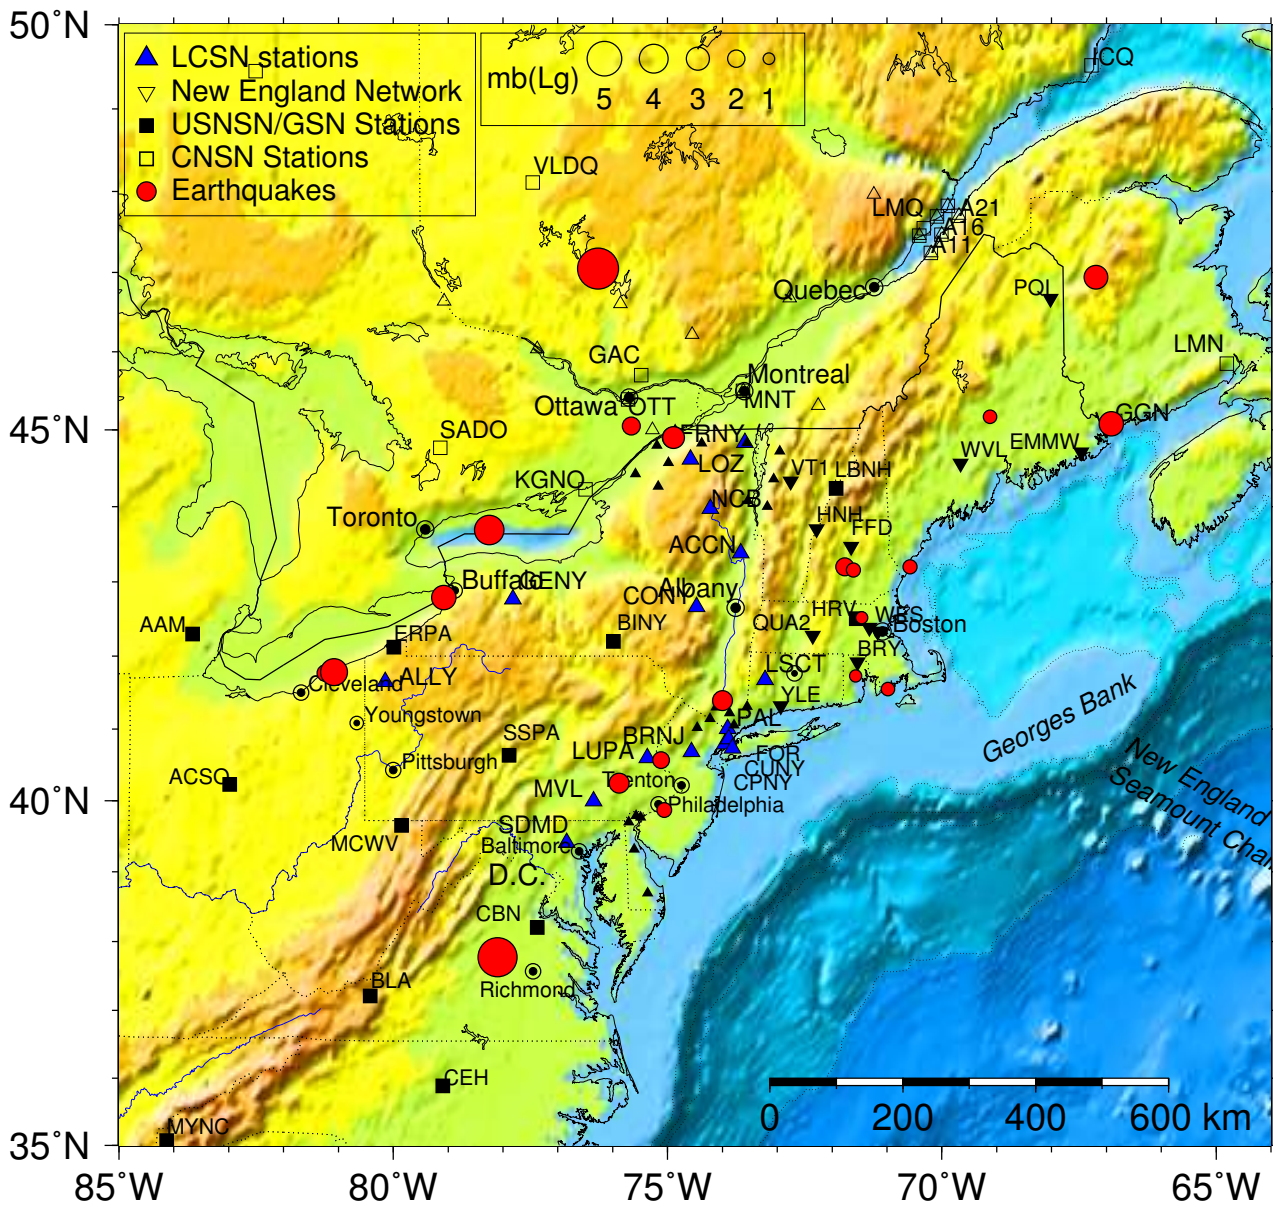 50°N
LCSN stations
New England Network
USNSN/GSN Stations
CNSN Stations
Earthquakes
mb(Lg)
5 4 3 2 1
ICQ
VLDQ
LMQ
A21
A16
A11
Quebec
PQI
LMN
GAC
Montreal
MNT
Ottawa
OTT
45°N
GGN
SADO
FRNY
EMMW
WVL
LOZ
VT1
LBNH
KGNO
NCB
HNH
Toronto
FFD
ACCN
Buffalo
GENY
Albany
CONY
AAM
BINY
HRV
WES
QUA2
Boston
ERPA
BRY
LSCT
Cleveland
ALLY
YLE
Youngstown
PAL
SSPA
BRNJ
LUPA
FOR
Georges Bank
New England
Seamount Chai
Pittsburgh
CUNY
ACSO
Trenton
CPNY
MVL
Philadelphia
40°N
SDMD
MCWV
Baltimore
D.C.
CBN
BLA
Richmond
CEH
0 200 400 600 km
MYNC
35°N
85°W 80°W 75°W 70°W 65°W